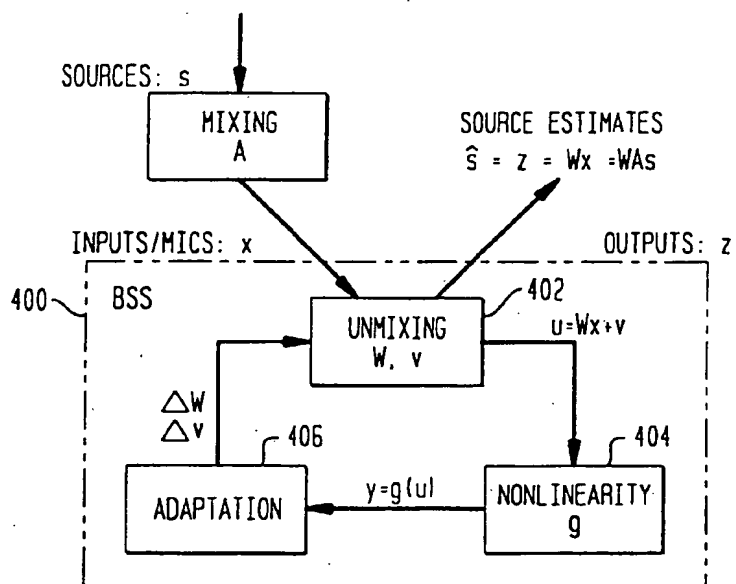 SOURCES: s
MIXING
A
SOURCE ESTIMATES
ŝ = z = Wx =WAs
INPUTS/MICS: x
OUTPUTS: z
400
BSS
402
UNMIXING
W, v
u=Wx+v
△W
△v
406
404
ADAPTATION
y=g(u)
NONLINEARITY
g